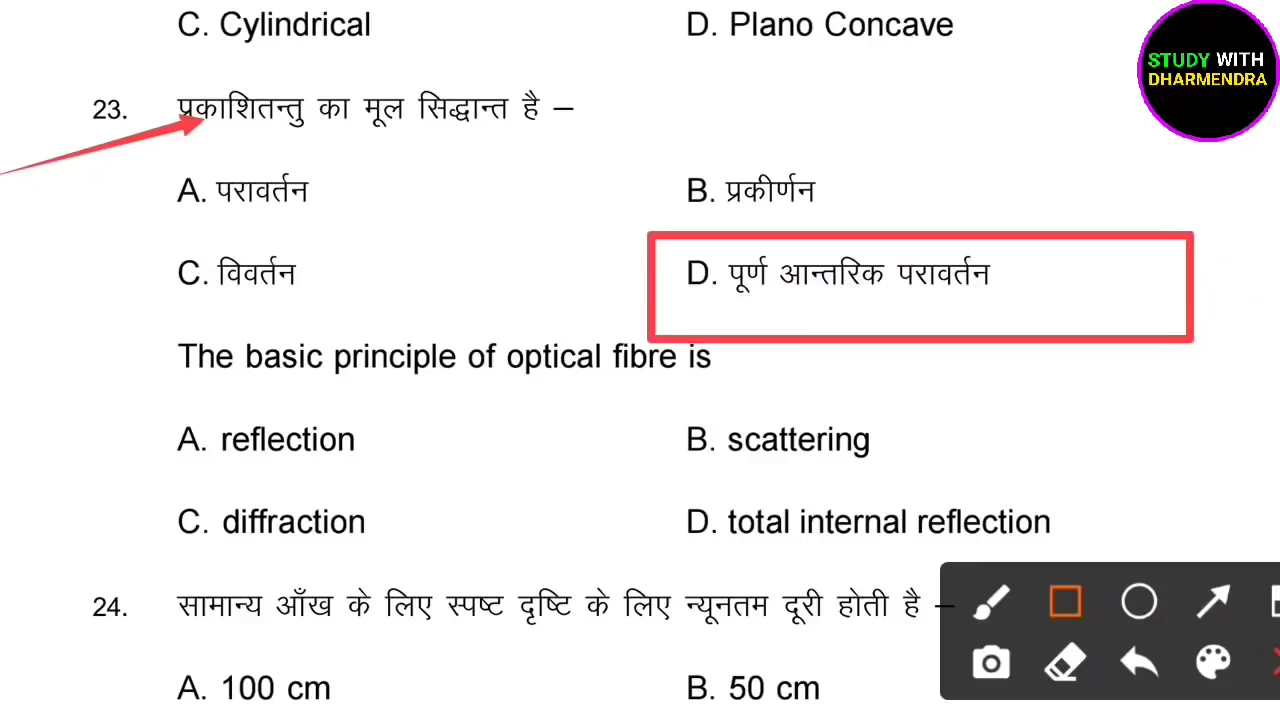 C. Cylindrical D. Plano Concave
STUDY WITH
DHARMENDRA
23. प्रकाशितन्तु का मूल सिद्धान्त है –
A. परावर्तन B. प्रकीर्णन
C. विवर्तन D. पूर्ण आन्तरिक परावर्तन
The basic principle of optical fibre is
A. reflection B. scattering
C. diffraction D. total internal reflection
24. सामान्य आँख के लिए स्पष्ट दृष्टि के लिए न्यूनतम दूरी होती है –
A. 100 cm B. 50 cm